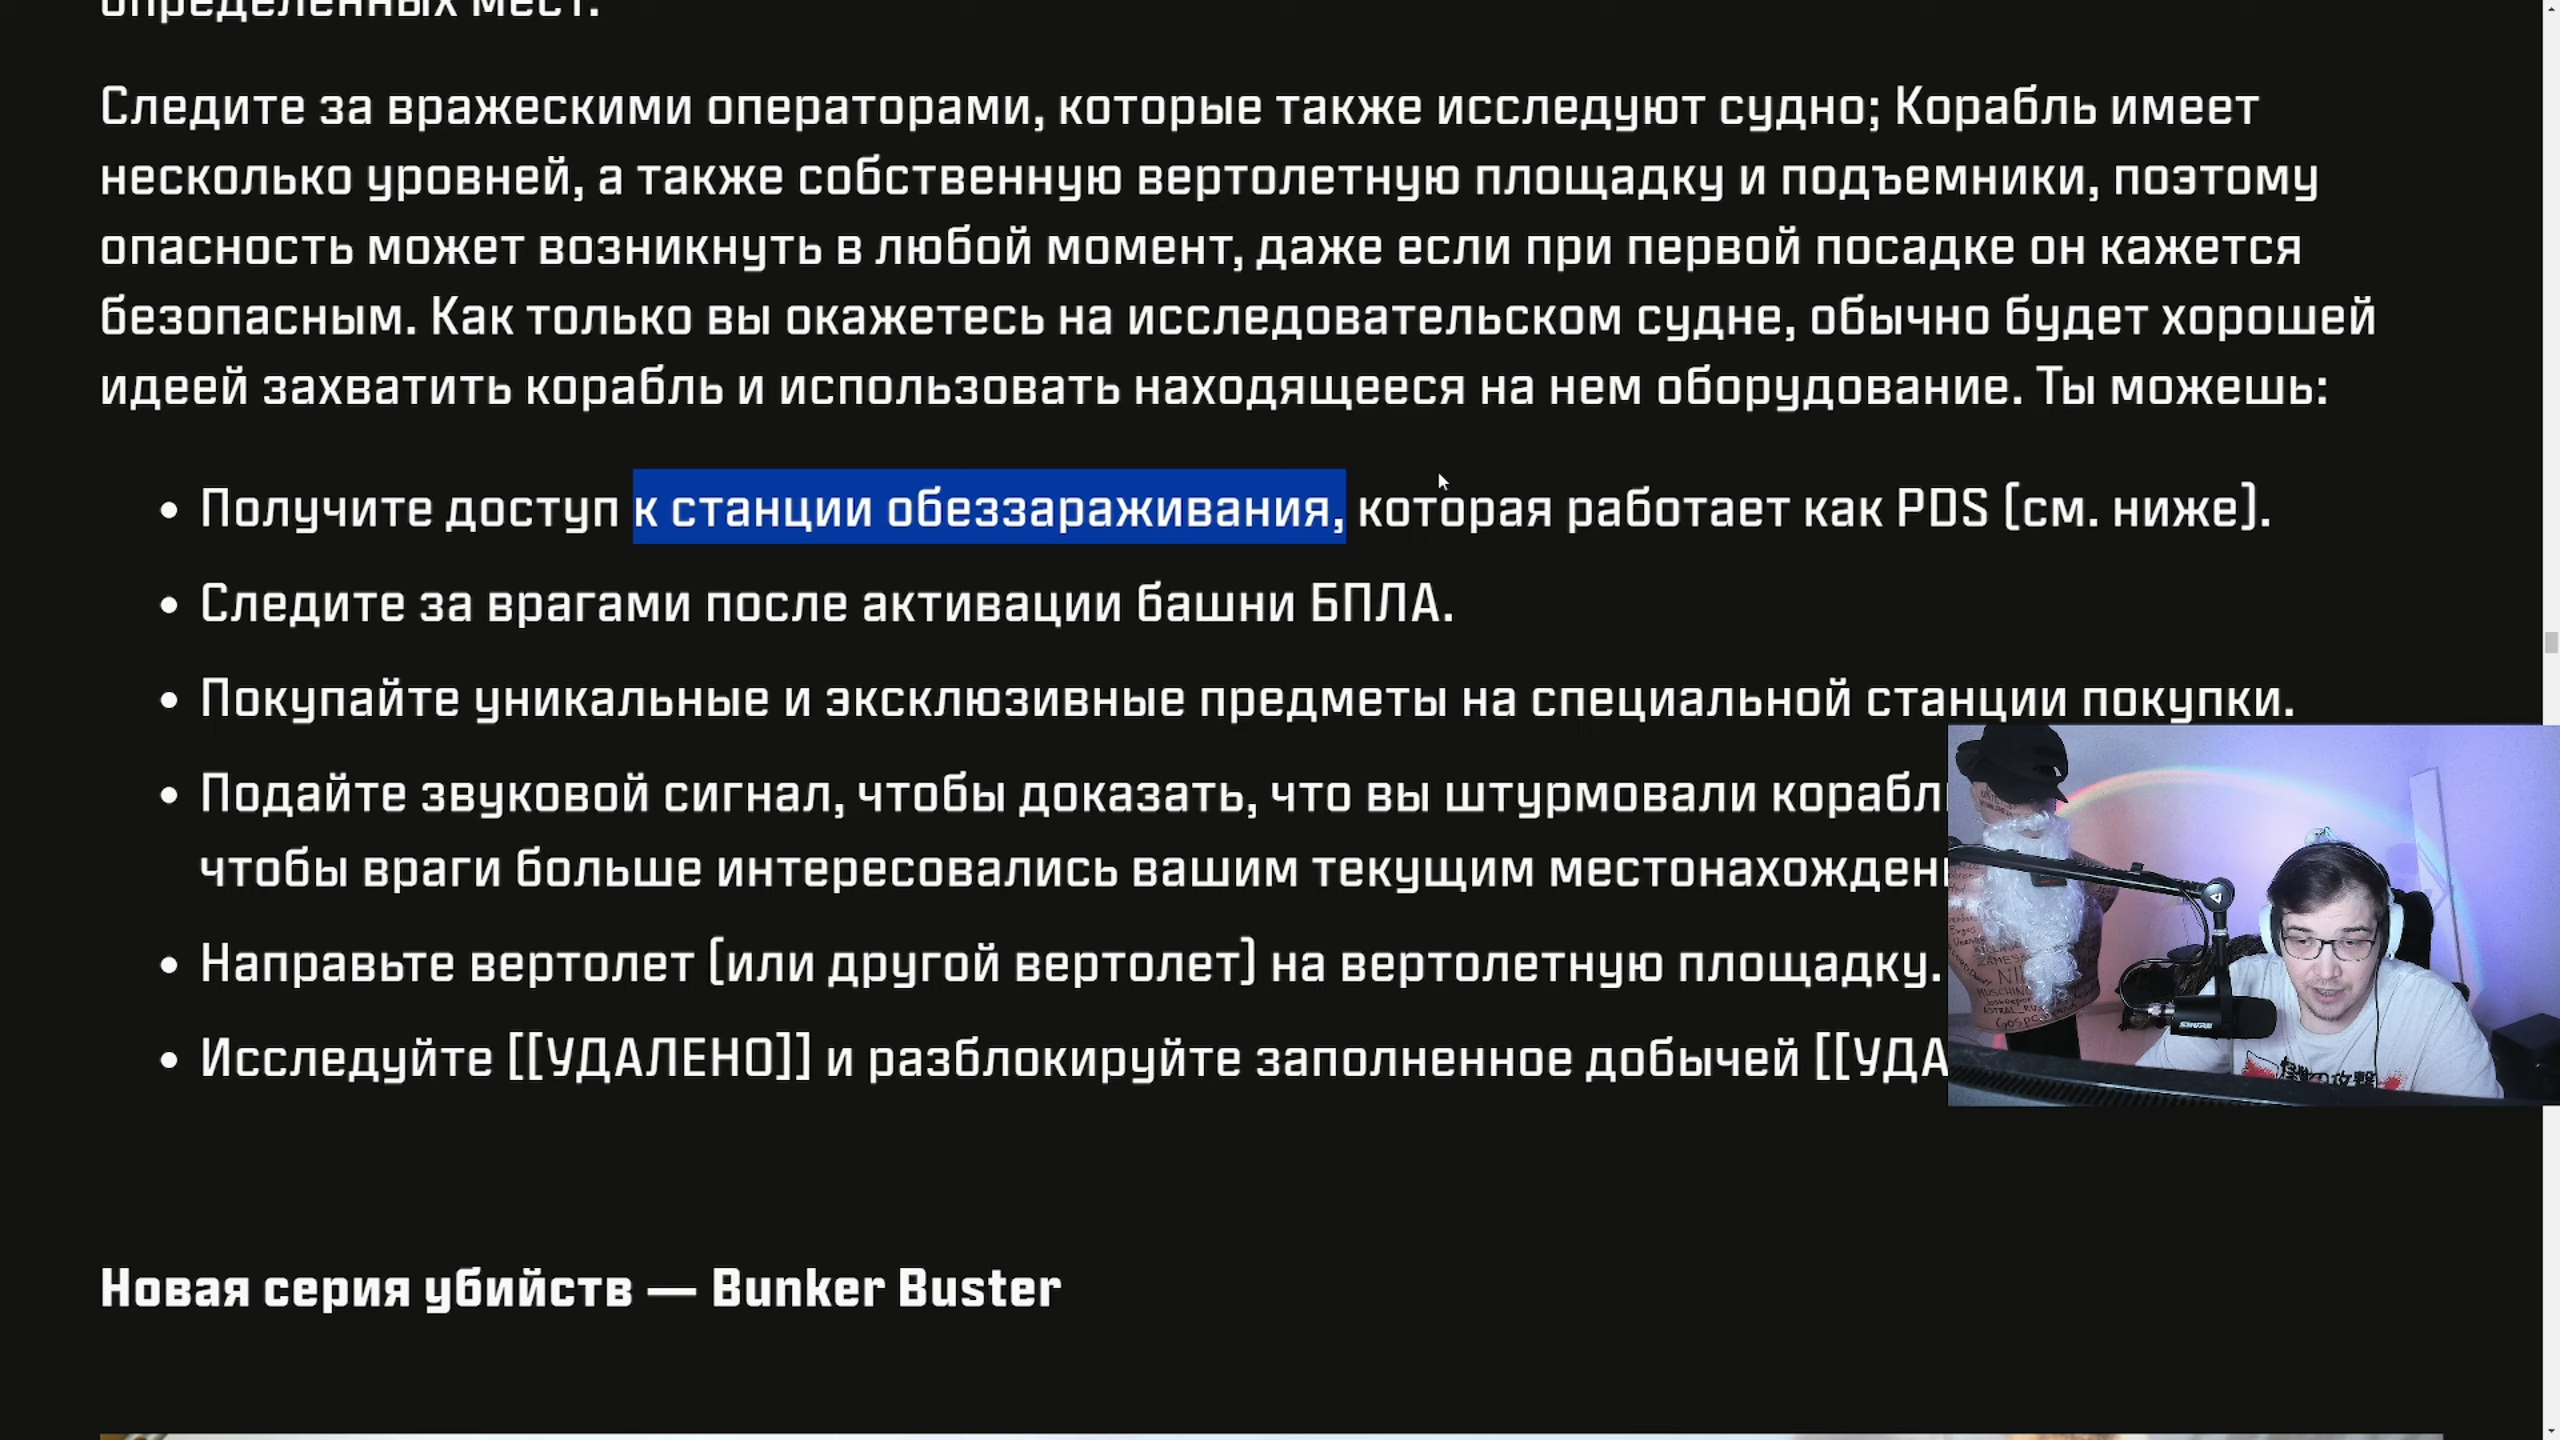 определенных мест.
Следите за вражескими операторами, которые также исследуют судно; Корабль имеет
несколько уровней, а также собственную вертолетную площадку и подъемники, поэтому
опасность может возникнуть в любой момент, даже если при первой посадке он кажется
безопасным. Как только вы окажетесь на исследовательском судне, обычно будет хорошей
идеей захватить корабль и использовать находящееся на нем оборудование. Ты можешь:
• Получите доступ к станции обеззараживания, которая работает как PDS (см. ниже).
• Следите за врагами после активации башни БПЛА.
• Покупайте уникальные и эксклюзивные предметы на специальной станции покупки.
• Подайте звуковой сигнал, чтобы доказать, что вы штурмовали корабл
чтобы враги больше интересовались вашим текущим местонахожден
• Направьте вертолет (или другой вертолет) на вертолетную площадку.
• Исследуйте [[УДАЛЕНО]] и разблокируйте заполненное добычей [[УДА
SHURE
Новая серия убийств — Bunker Buster